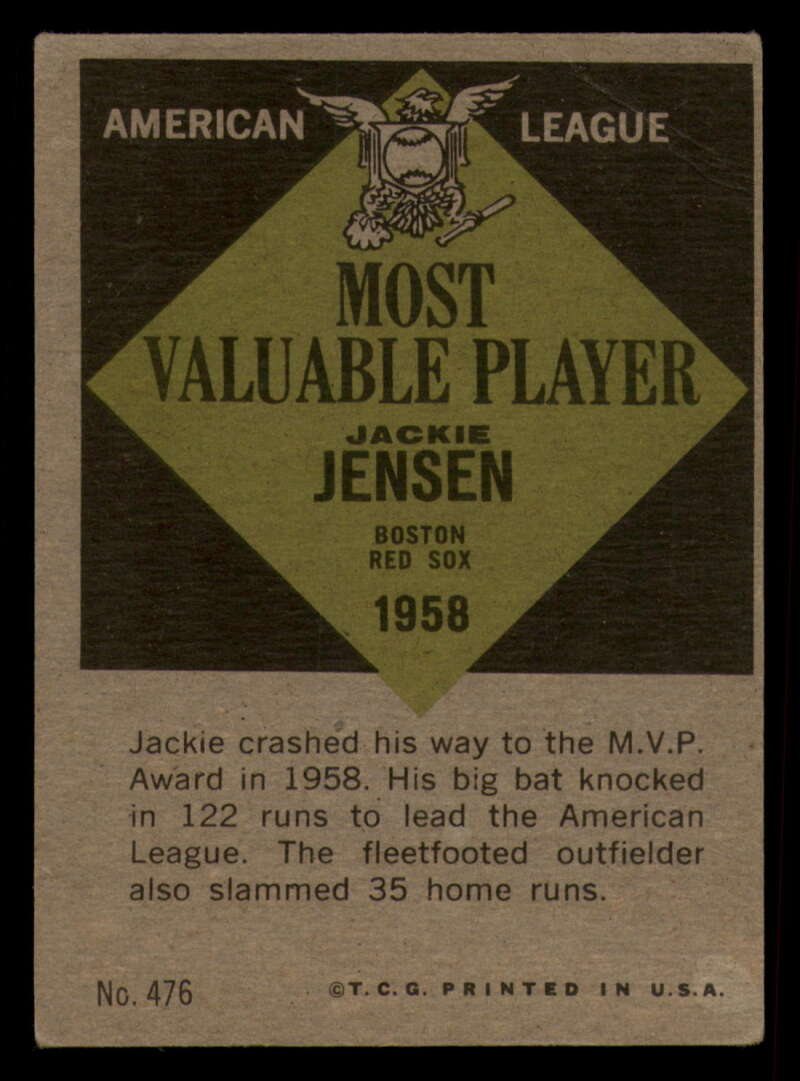 AMERICAN LEAGUE
MOST
VALUABLE PLAYER
JACKIE
JENSEN
BOSTON
RED SOX
1958
Jackie crashed his way to the M.V.P.
Award in 1958. His big bat knocked
in 122 runs to lead the American
League. The fleetfooted outfielder
also slammed 35 home runs.
No. 476 ©T.C.G. PRINTED IN U.S.A.